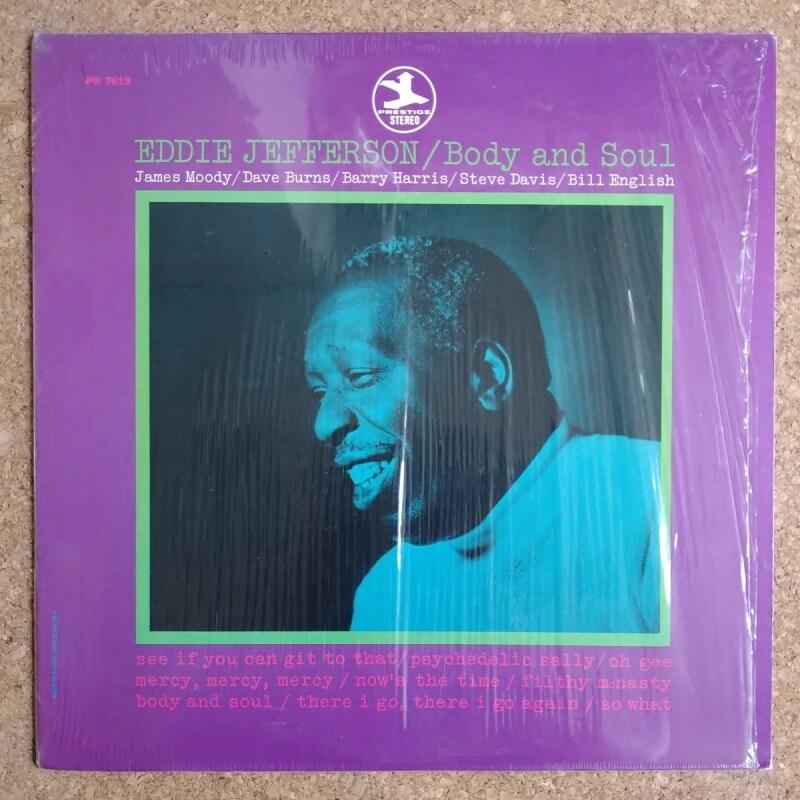 PR 7619
PRESTIGE
STEREO
EDDIE JEFFERSON/Body and Soul
James Moody/Dave Burns/Barry Harris/Steve Davis/Bill English
see if you can git to that/psychedelic sally/oh gee
mercy, mercy, mercy/now's the time/filthy mcnasty
body and soul/there i go, there i go again/so what